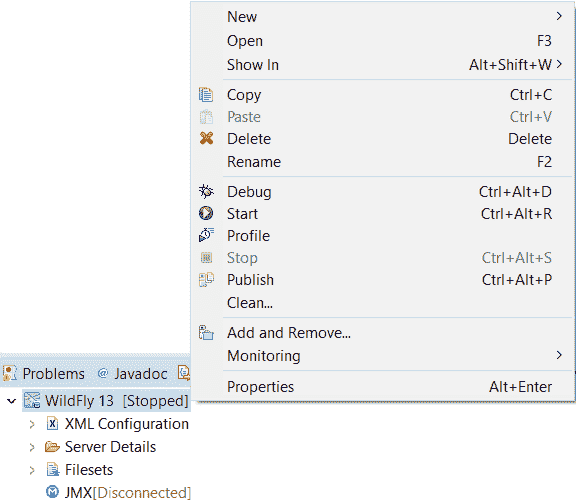 New
Open F3
Show In Alt+Shift+W
Copy Ctrl+C
Paste Ctrl+V
Delete Delete
Rename F2
Debug Ctrl+Alt+D
Start Ctrl+Alt+R
Profile
Stop Ctrl+Alt+S
Publish Ctrl+Alt+P
Clean...
Add and Remove...
Monitoring
Properties Alt+Enter
Problems @ Javadoc
WildFly 13 [Stopped]
XML Configuration
Server Details
Filesets
JMX[Disconnected]